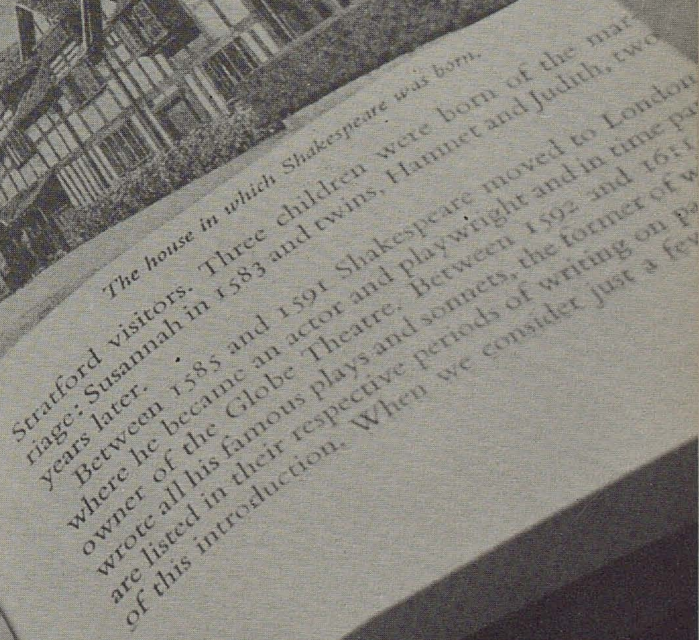 The house in which Shakespeare was born.
Stratford visitors. Three children were born of the mar
riage: Susannah in 1583 and twins, Hamnet and Judith, two
years later.
Between 1585 and 1591 Shakespeare moved to London
where he became an actor and playwright and in time
owner of the Globe Theatre. Between 1592 and
wrote all his famous plays and sonnets, the former of
are listed in their respective periods of writing on
of this introduction. When we consider just a few